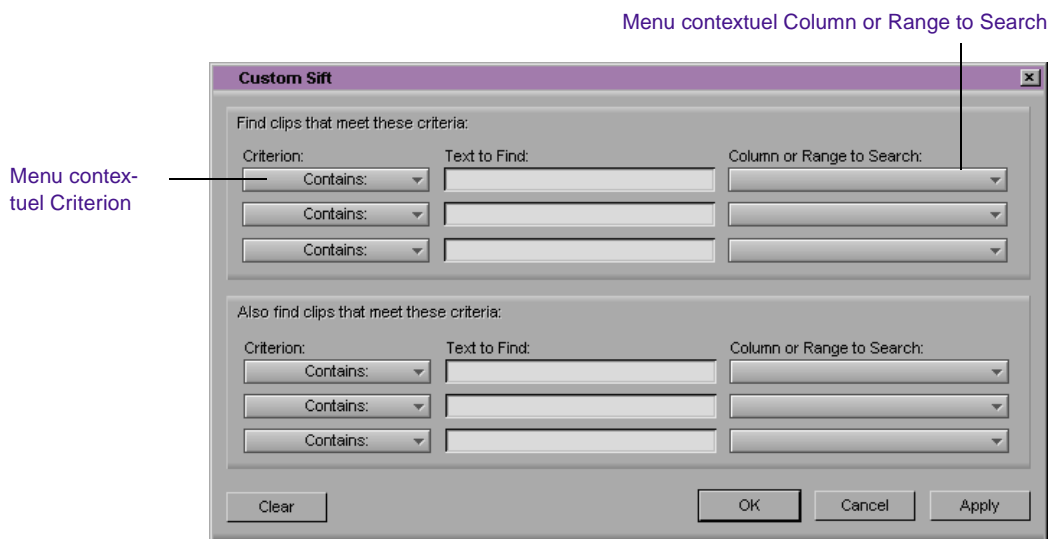 Menu contextuel Column or Range to Search
Custom Sift
Find clips that meet these criteria:
Criterion: Text to Find: Column or Range to Search:
Menu contex-
tuel Criterion
Contains:
Contains:
Contains:
Also find clips that meet these criteria:
Criterion: Text to Find: Column or Range to Search:
Contains:
Contains:
Contains:
Clear OK Cancel Apply